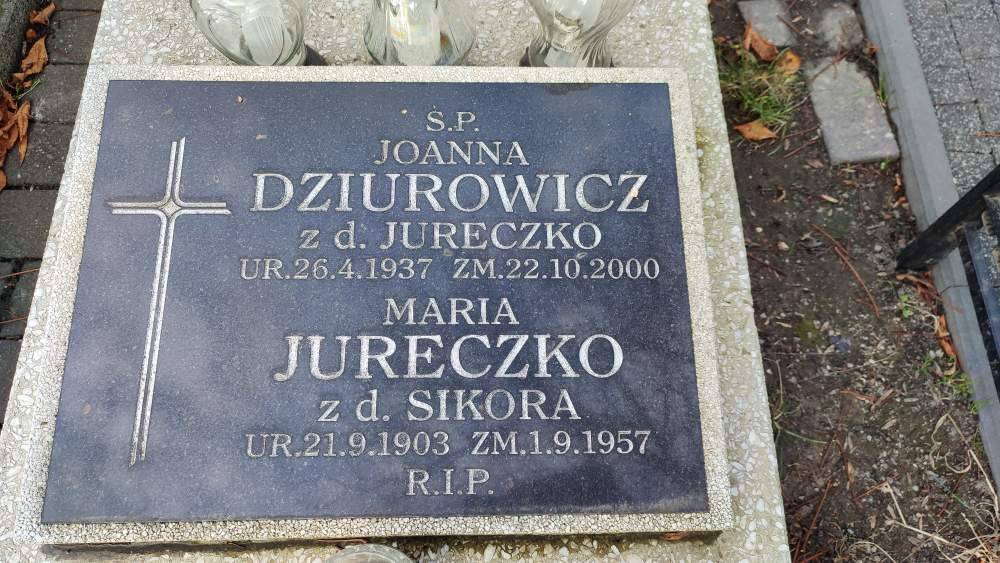 Ś.P.
JOANNA
DZIUROWICZ
z d. JURECZKO
UR.26.4.1937 ZM.22.10.2000
MARIA
JURECZKO
z d. SIKORA
UR.21.9.1903 ZM.1.9.1957
R.I.P.